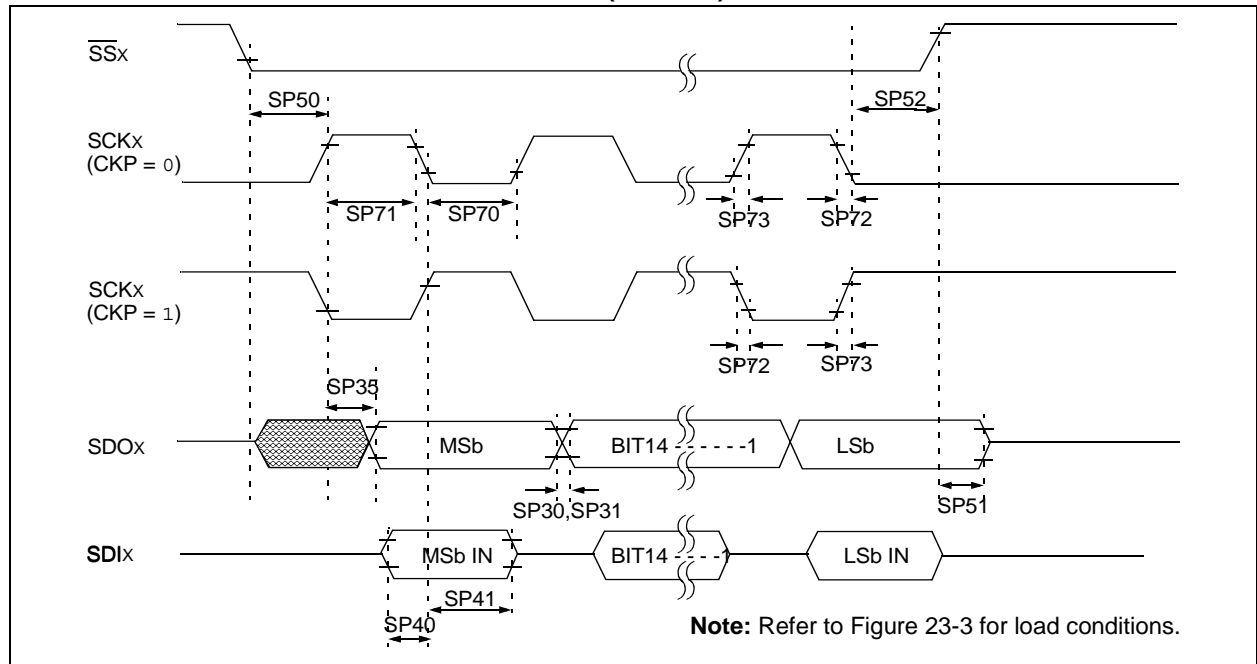 SSX
SP50
SP52
SCKX
(CKP = 0)
SP71
SP70
SP73
SP72
SCKX
(CKP = 1)
SP72
SP73
SP35
SDOX
MSb
BIT14 - - - - - -1
LSb
SP30,SP31
SP51
SDIX
MSb IN
BIT14 - - - -1
LSb IN
SP41
SP40
Note: Refer to Figure 23-3 for load conditions.